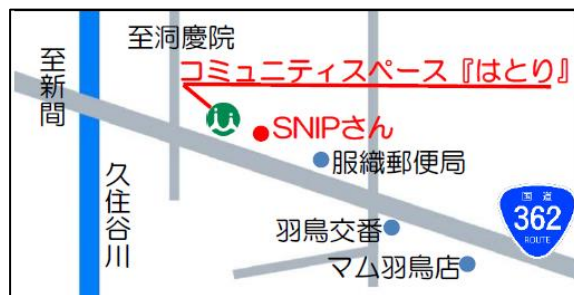 至洞慶院
至新間
コミュニティスペース『はとり』
SNIPさん
服織郵便局
久住谷川
羽鳥交番
マム羽鳥店
国道
362
ROUTE